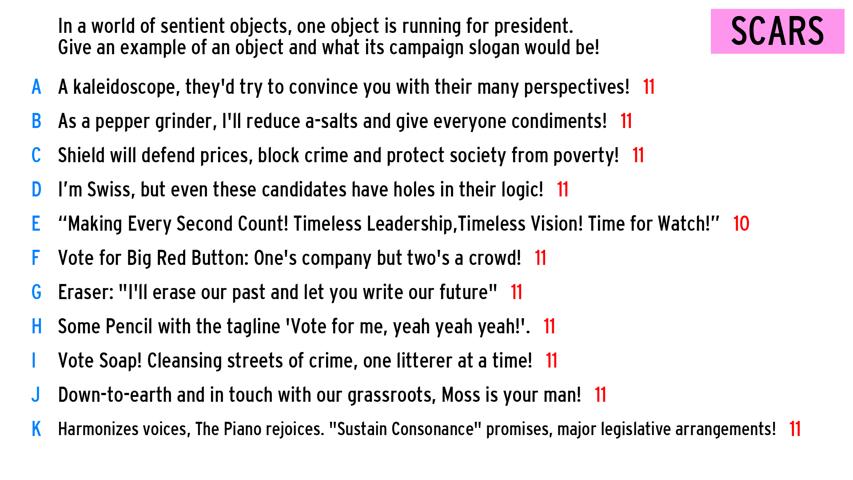 In a world of sentient objects, one object is running for president.
Give an example of an object and what its campaign slogan would be!
SCARS
A A kaleidoscope, they'd try to convince you with their many perspectives! 11
B As a pepper grinder, I'll reduce a-salts and give everyone condiments! 11
C Shield will defend prices, block crime and protect society from poverty! 11
D I’m Swiss, but even these candidates have holes in their logic! 11
E “Making Every Second Count! Timeless Leadership,Timeless Vision! Time for Watch!” 10
F Vote for Big Red Button: One's company but two's a crowd! 11
G Eraser: "I'll erase our past and let you write our future" 11
H Some Pencil with the tagline 'Vote for me, yeah yeah yeah!'. 11
I Vote Soap! Cleansing streets of crime, one litterer at a time! 11
J Down-to-earth and in touch with our grassroots, Moss is your man! 11
K Harmonizes voices, The Piano rejoices. "Sustain Consonance" promises, major legislative arrangements! 11